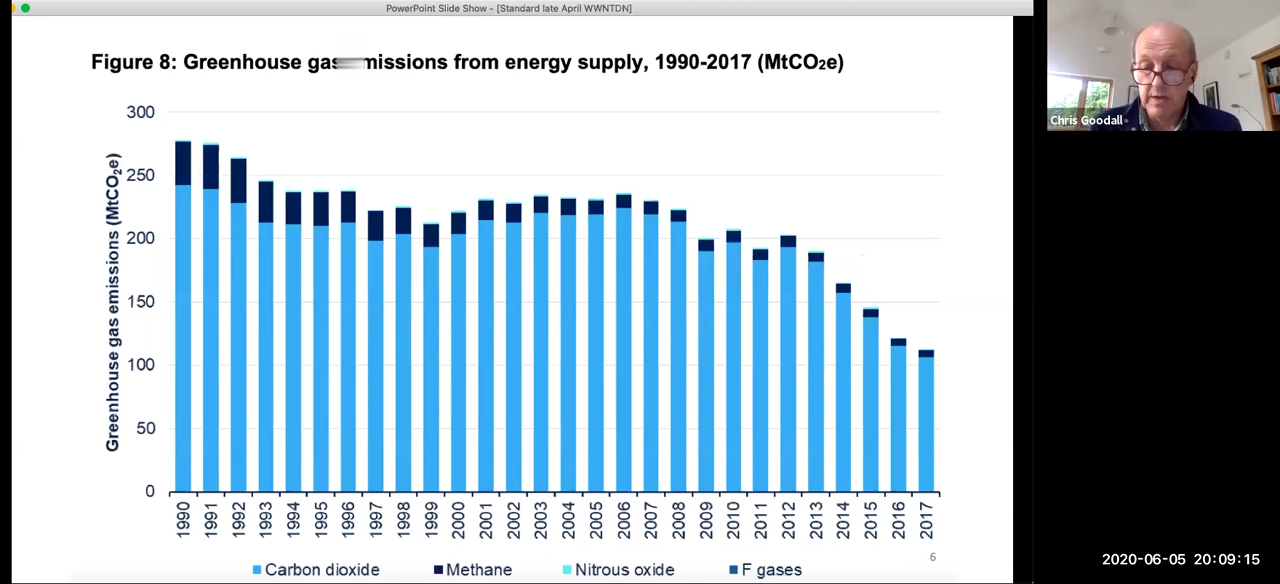 PowerPoint Slide Show - [Standard late April WWNTDN]
Figure 8: Greenhouse gas missions from energy supply, 1990-2017 (MtCO₂e)
Greenhouse gas emissions (MtCO₂e)
300
250
200
150
100
50
0
1990 1991 1992 1993 1994 1995 1996 1997 1998 1999 2000 2001 2002 2003 2004 2005 2006 2007 2008 2009 2010 2011 2012 2013 2014 2015 2016 2017
Carbon dioxide Methane Nitrous oxide F gases
6
Chris Goodall
2020-06-05 20:09:15